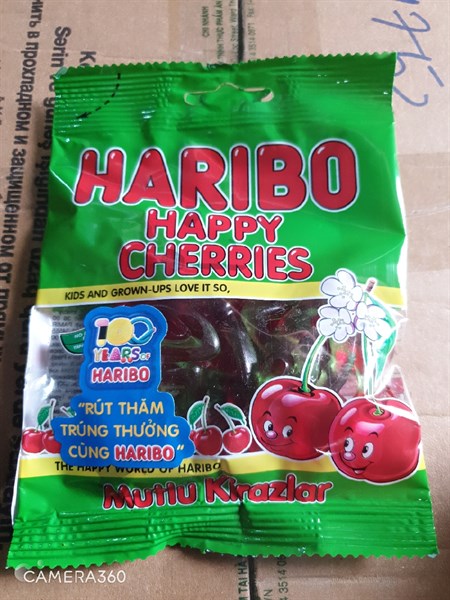 HARIBO
HAPPY
CHERRIES
KIDS AND GROWN-UPS LOVE IT SO,
100
YEARS OF
HARIBO
"RÚT THĂM
TRÚNG THƯỞNG
CÙNG HARIBO"
THE HAPPY WORLD OF HARIBO
Mutlu Kirazlar
CAMERA360